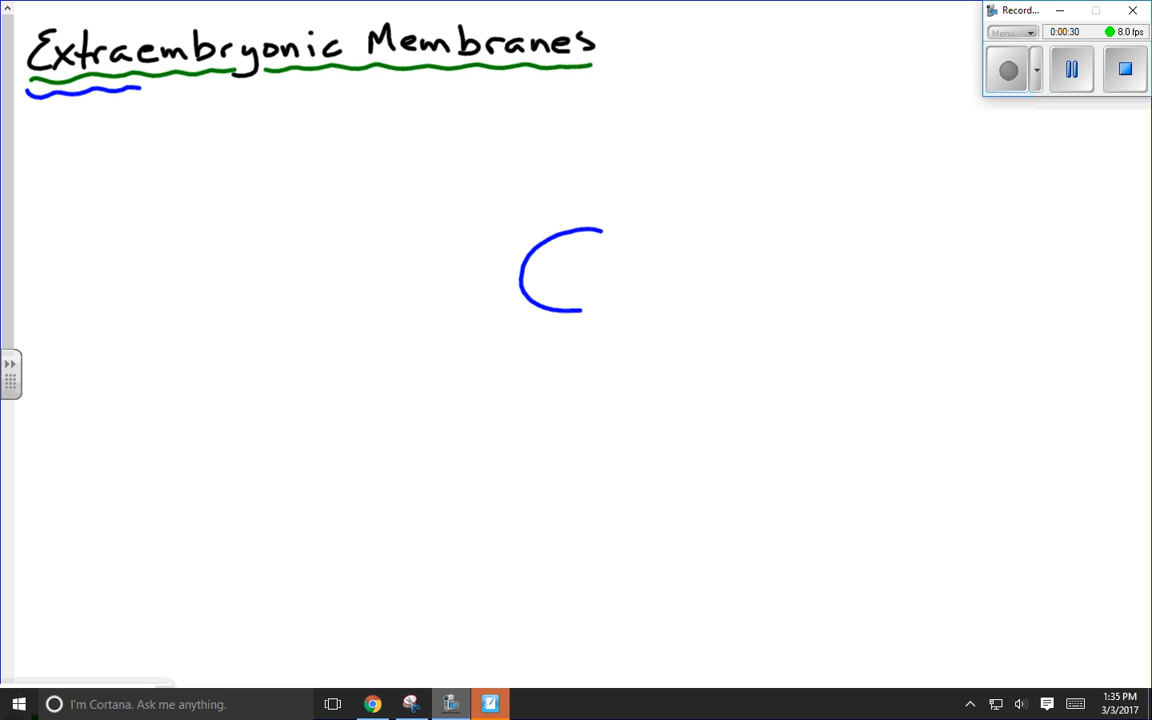 Extraembryonic Membranes
Record...
Menu
0:00:30
8.0 fps
I'm Cortana. Ask me anything.
1:35 PM
3/3/2017